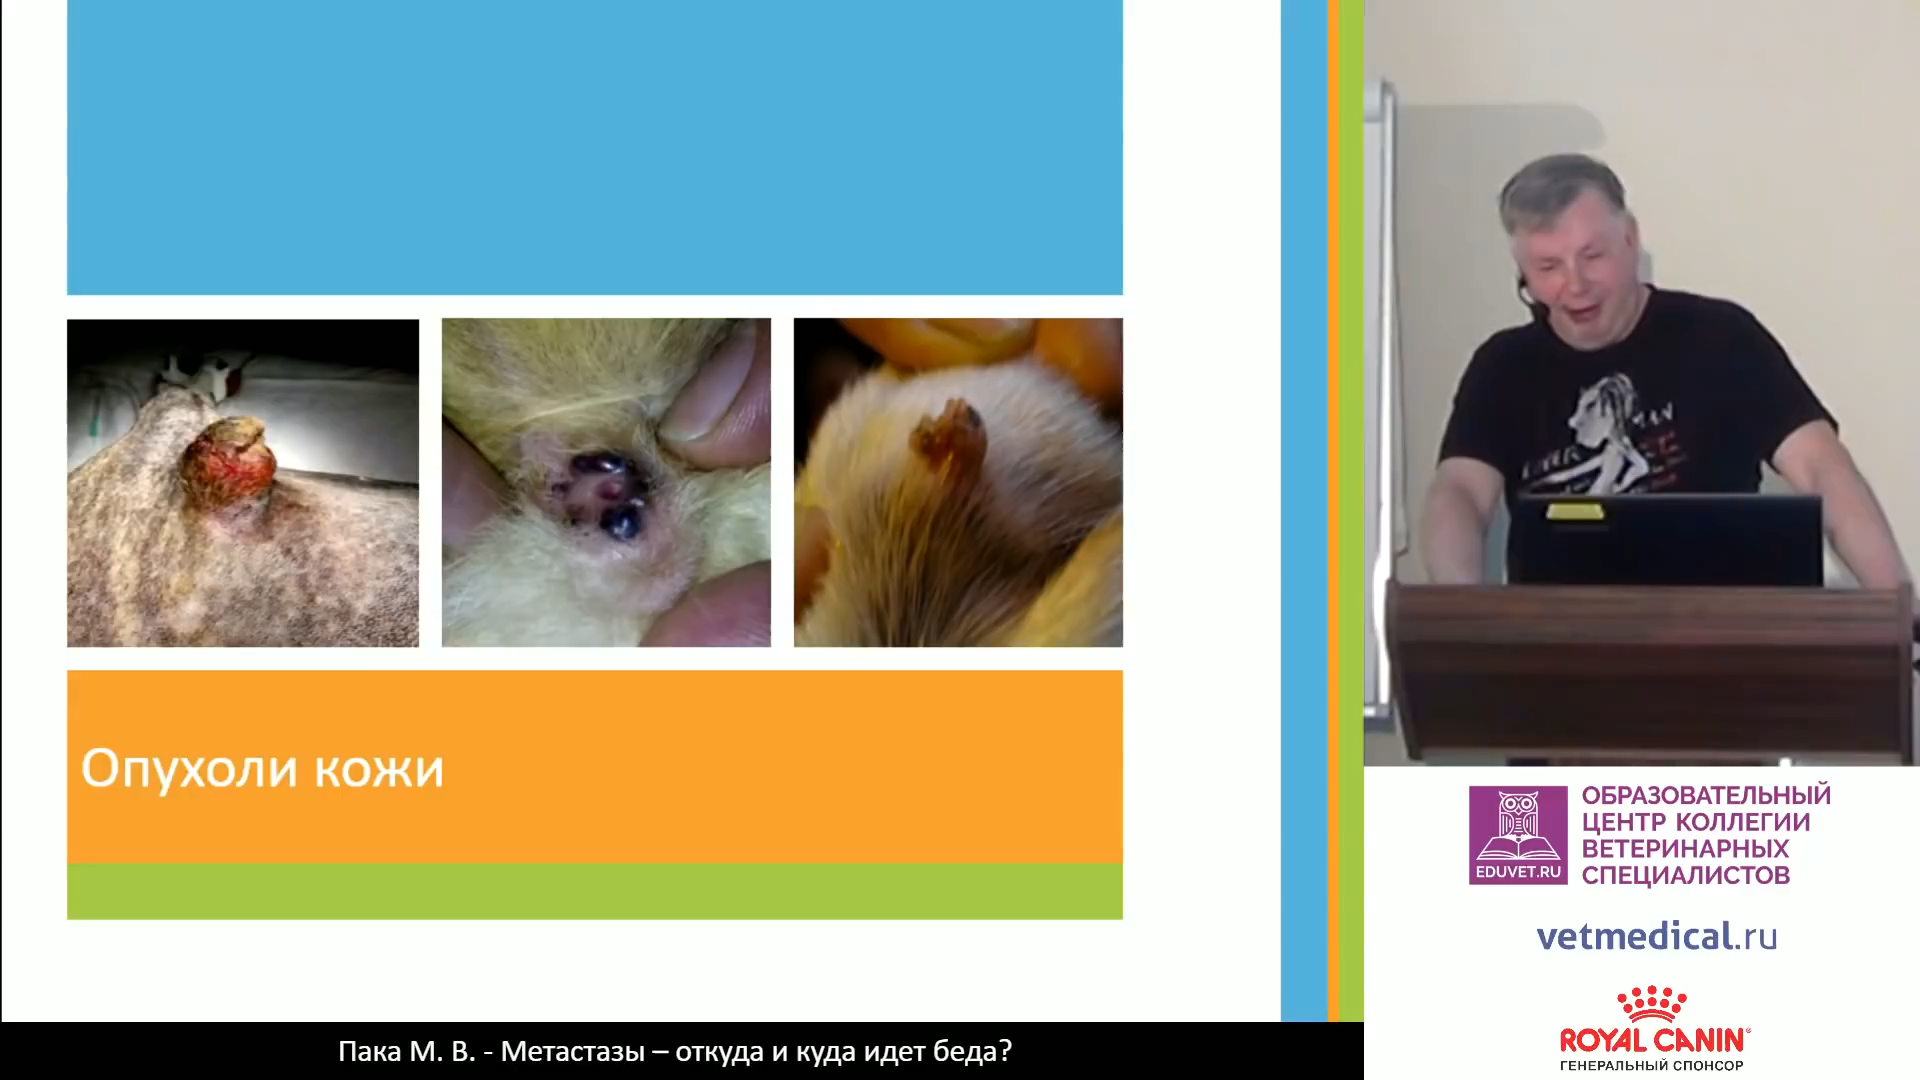 Опухоли кожи
Пака М. В. - Метастазы – откуда и куда идет беда?
EDUVET.RU
ОБРАЗОВАТЕЛЬНЫЙ
ЦЕНТР КОЛЛЕГИИ
ВЕТЕРИНАРНЫХ
СПЕЦИАЛИСТОВ
vetmedical.ru
ROYAL CANIN®
ГЕНЕРАЛЬНЫЙ СПОНСОР